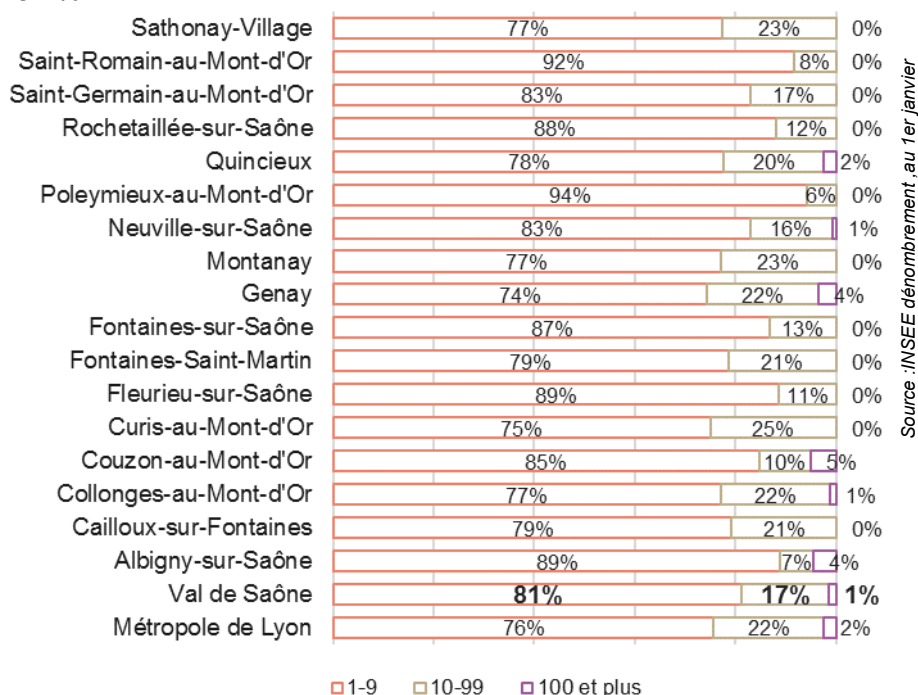 Sathonay-Village 77% 23% 0%
Saint-Romain-au-Mont-d'Or 92% 8% 0%
Saint-Germain-au-Mont-d'Or 83% 17% 0%
Rochetaillée-sur-Saône 88% 12% 0%
Quincieux 78% 20% 2%
Poleymieux-au-Mont-d'Or 94% 6% 0%
Neuville-sur-Saône 83% 16% 1%
Montanay 77% 23% 0%
Genay 74% 22% 4%
Fontaines-sur-Saône 87% 13% 0%
Fontaines-Saint-Martin 79% 21% 0%
Fleurieu-sur-Saône 89% 11% 0%
Curis-au-Mont-d'Or 75% 25% 0%
Couzon-au-Mont-d'Or 85% 10% 5%
Collonges-au-Mont-d'Or 77% 22% 1%
Cailloux-sur-Fontaines 79% 21% 0%
Albigny-sur-Saône 89% 7% 4%
Val de Saône 81% 17% 1%
Métropole de Lyon 76% 22% 2%
1-9 10-99 100 et plus
Source :INSEE dénombrement ,au 1er janvier